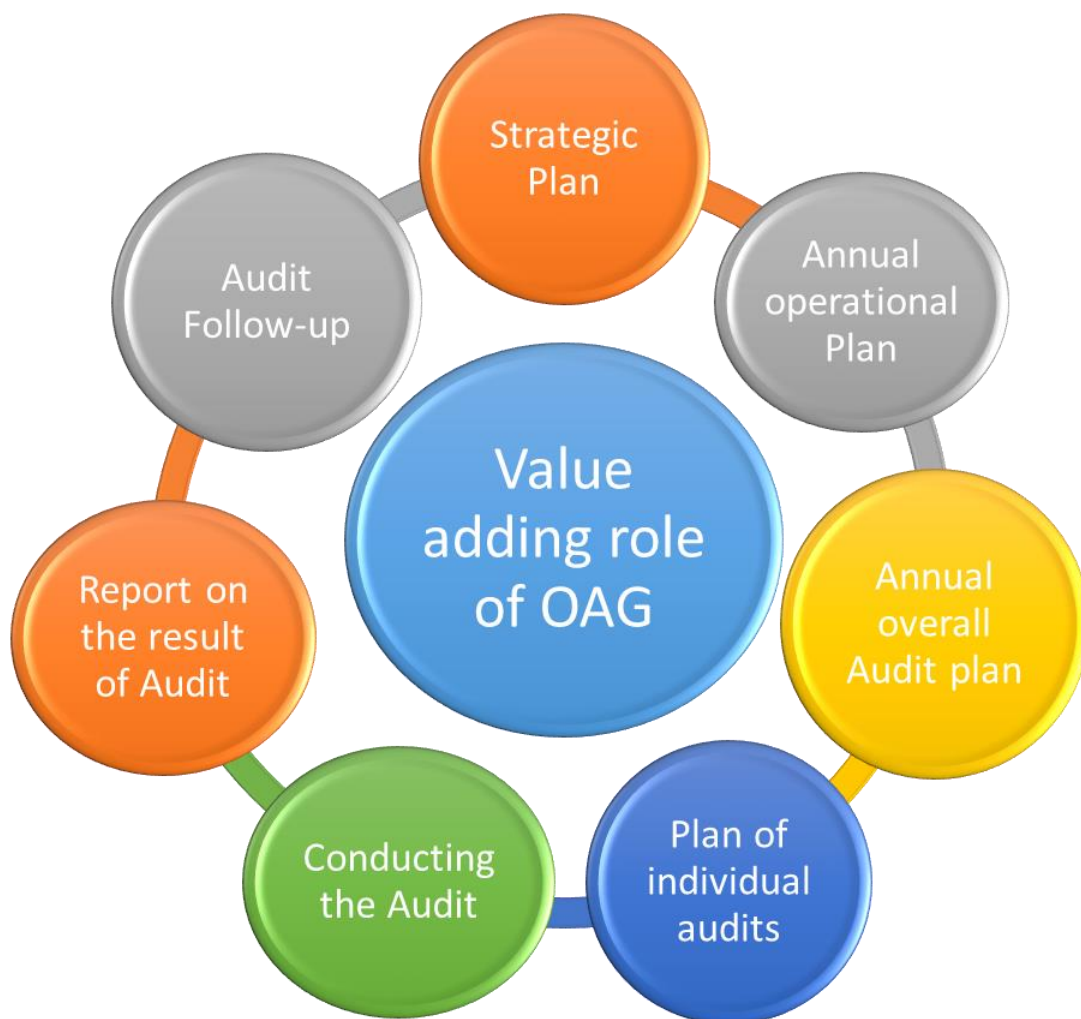 Strategic
Plan
Annual
operational
Plan
Annual
overall
Audit plan
Plan of
individual
audits
Conducting
the Audit
Report on
the result
of Audit
Audit
Follow-up
Value
adding role
of OAG